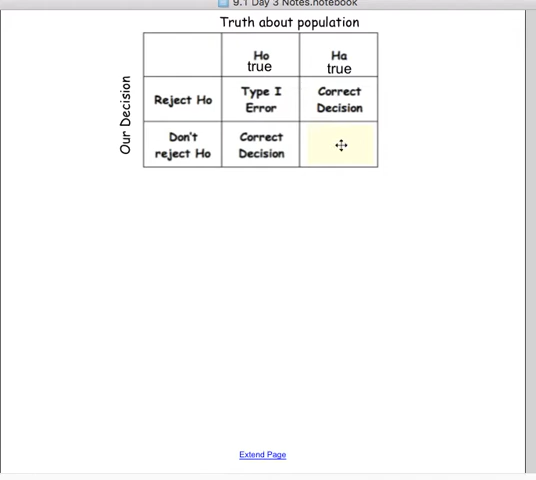 9.1 Day 3 Notes.notebook
Truth about population
Ho
true
Ha
true
Our Decision
Reject Ho
Type I
Error
Correct
Decision
Don't
reject Ho
Correct
Decision
Extend Page